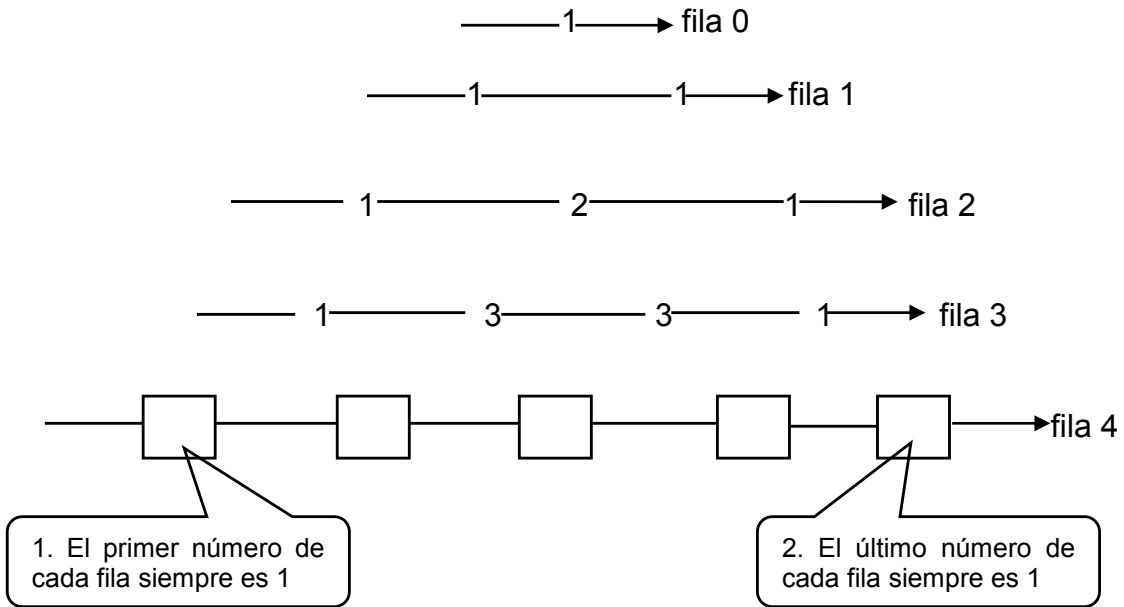 1 fila 0
1 1 fila 1
1 2 1 fila 2
1 3 3 1 fila 3
fila 4
1. El primer número de
cada fila siempre es 1
2. El último número de
cada fila siempre es 1